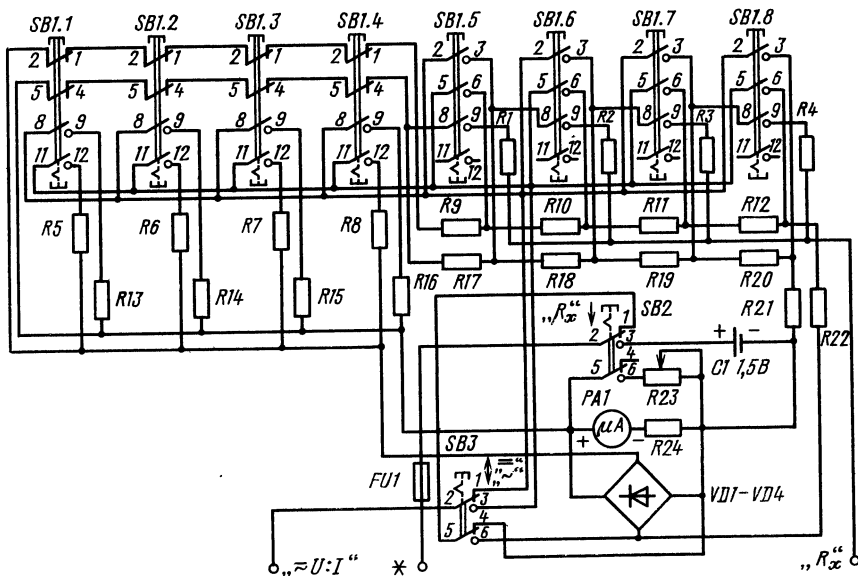 SB1.1 SB1.2 SB1.3 SB1.4 SB1.5 SB1.6 SB1.7 SB1.8
2 1 2 1 2 1 2 1 2 3 2 3 2 3 2 3
5 4 5 4 5 4 5 4 5 6 5 6 5 6 5 6
8 9 8 9 8 9 8 9 8 9 R1 8 9 R2 8 9 R3 8 9 R4
11 12 11 12 11 12 11 12 11 12 11 12 11 12 11 12
R5 R6 R7 R8 R9 R10 R11 R12
R13 R14 R15 R16 R17 R18 R19 R20
R21
R22
„Rx“ 1 SB2
2 3 + -
5 4 C1 1,5В
6 R23
PA1
+ μA - R24
SB3
„=“
„~“
FU1
2 1 3 VD1-VD4
5 4
6
„≈U:I“ * „Rx“